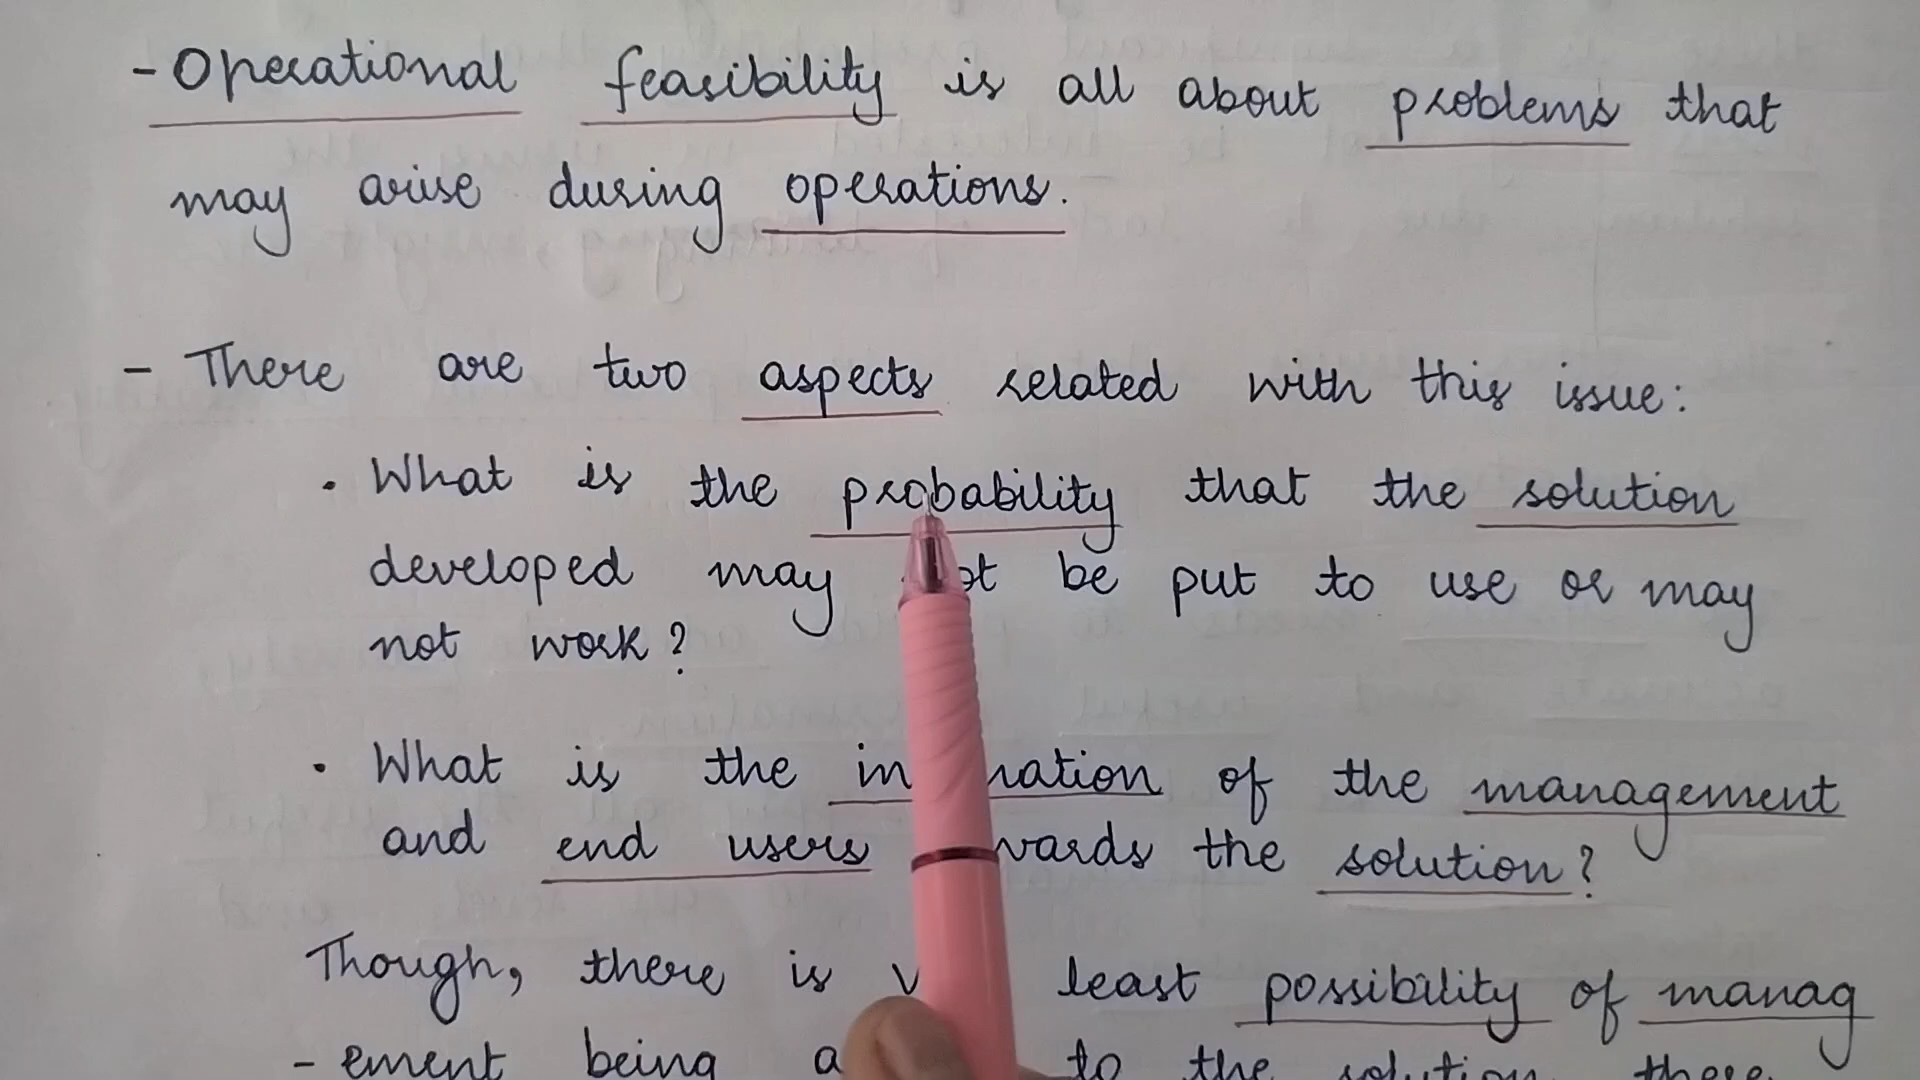 - Operational feasibility is all about problems that
may arise during operations.
- There are two aspects related with this issue:
• What is the probability that the solution
developed may be put to use or may
not work?
• What is the of the management
and end users the solution?
Though, there is least possibility of manag
- ement being to the solution there